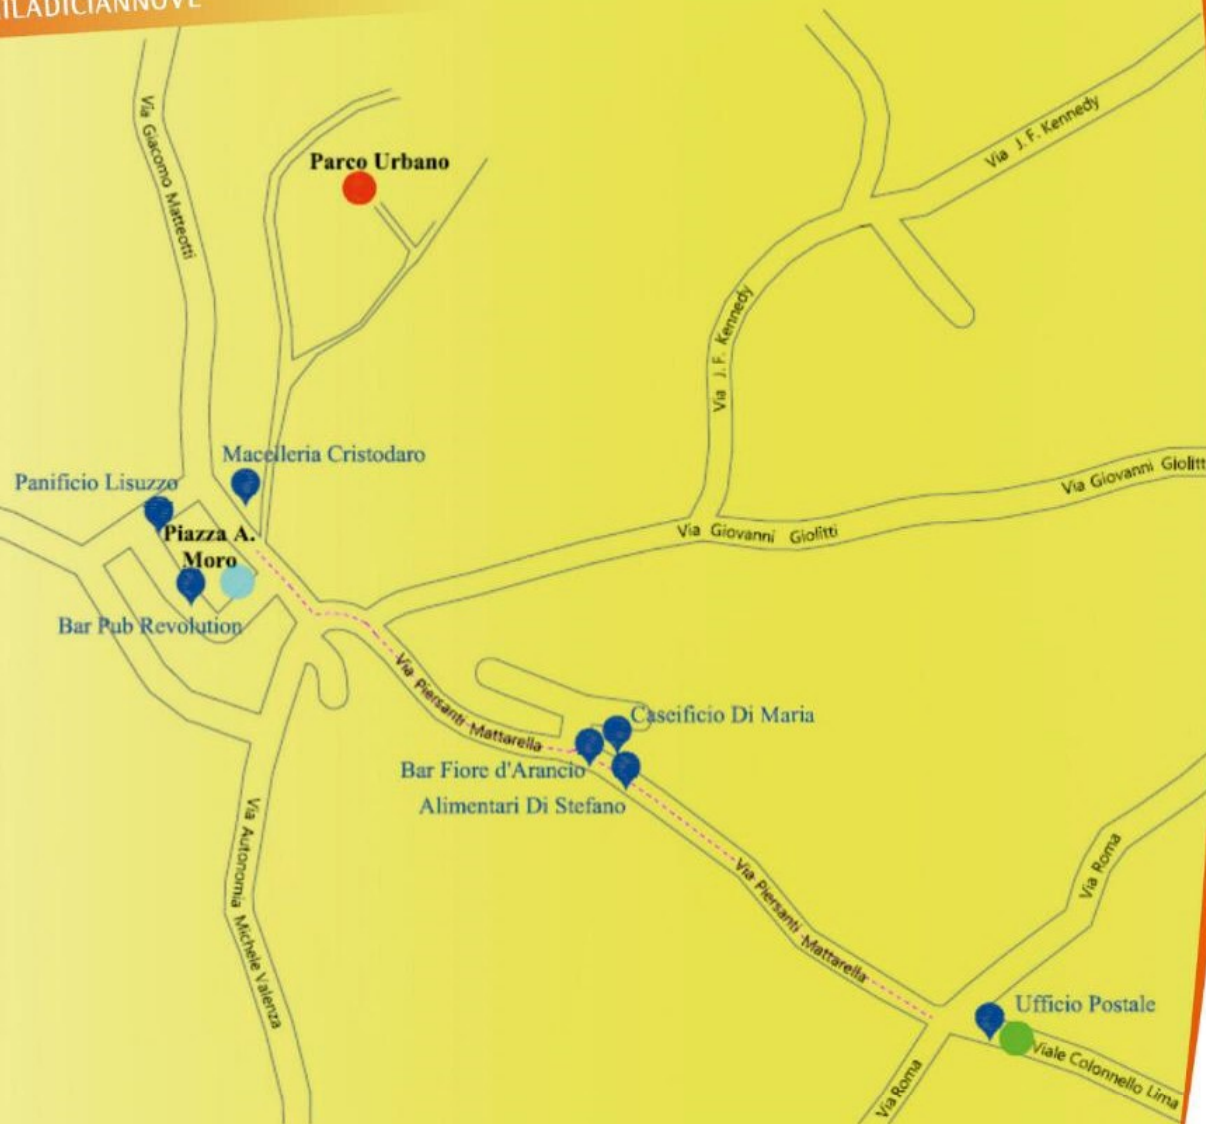 Via Giacomo Matteotti
Parco Urbano
Via J. F. Kennedy
Via J. F. Kennedy
Macelleria Cristodaro
Panificio Lisuzzo
Piazza A.
Moro
Bar Pub Revolution
Via Giovanni Giolitti
Via Giovanni Giolitt
Via Piersanti Mattarella
Caseificio Di Maria
Bar Fiore d'Arancio
Alimentari Di Stefano
Via Autonomia Michele Valenza
Via Piersanti Mattarella
Via Roma
Ufficio Postale
Viale Colonnello Lima
Via Roma